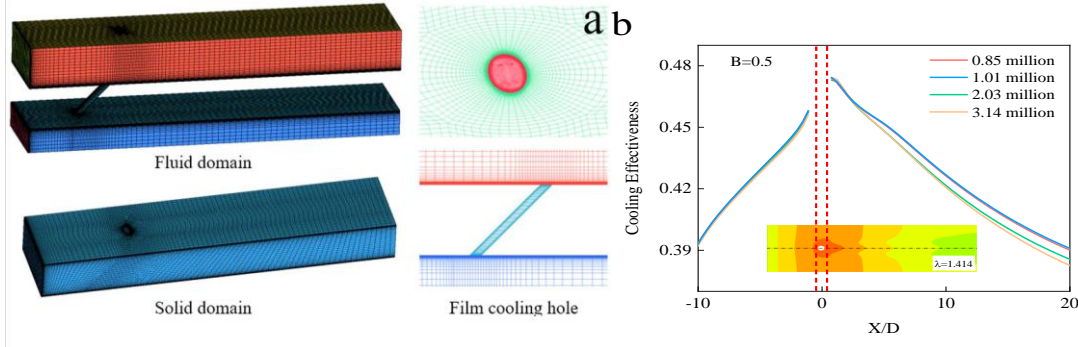 a
Fluid domain
Solid domain
Film cooling hole
b
B=0.5
0.85 million
1.01 million
2.03 million
3.14 million
Cooling Effectiveness
0.48
0.45
0.42
0.39
λ=1.414
-10
0
10
20
X/D